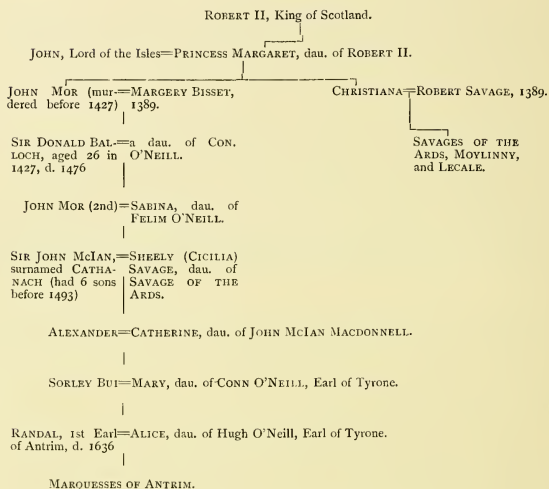 ROBERT II, King of Scotland.
JOHN, Lord of the Isles=PRINCESS MARGARET, dau. of ROBERT II.
JOHN MOR (mur-=MARGERY BISSET,
dered before 1427) 1389.
CHRISTIANA=ROBERT SAVAGE, 1389.
SIR DONALD BAL-=a dau. of CON.
LOCH, aged 26 in O'NEILL.
1427, d. 1476
SAVAGES OF THE
ARDS, MOYLINNY,
and LECALE.
JOHN MOR (2nd)=SABINA, dau. of
FELIM O'NEILL.
SIR JOHN MCIAN,=SHEELY (CICILIA)
surnamed CATHA- SAVAGE, dau. of
NACH (had 6 sons SAVAGE OF THE
before 1493) ARDS.
ALEXANDER=CATHERINE, dau. of JOHN MCIAN MACDONNELL.
SORLEY BUI=MARY, dau. of CONN O'NEILL, Earl of Tyrone.
RANDAL, 1st Earl=ALICE, dau. of Hugh O'Neill, Earl of Tyrone.
of Antrim, d. 1636
MARQUESSES OF ANTRIM.